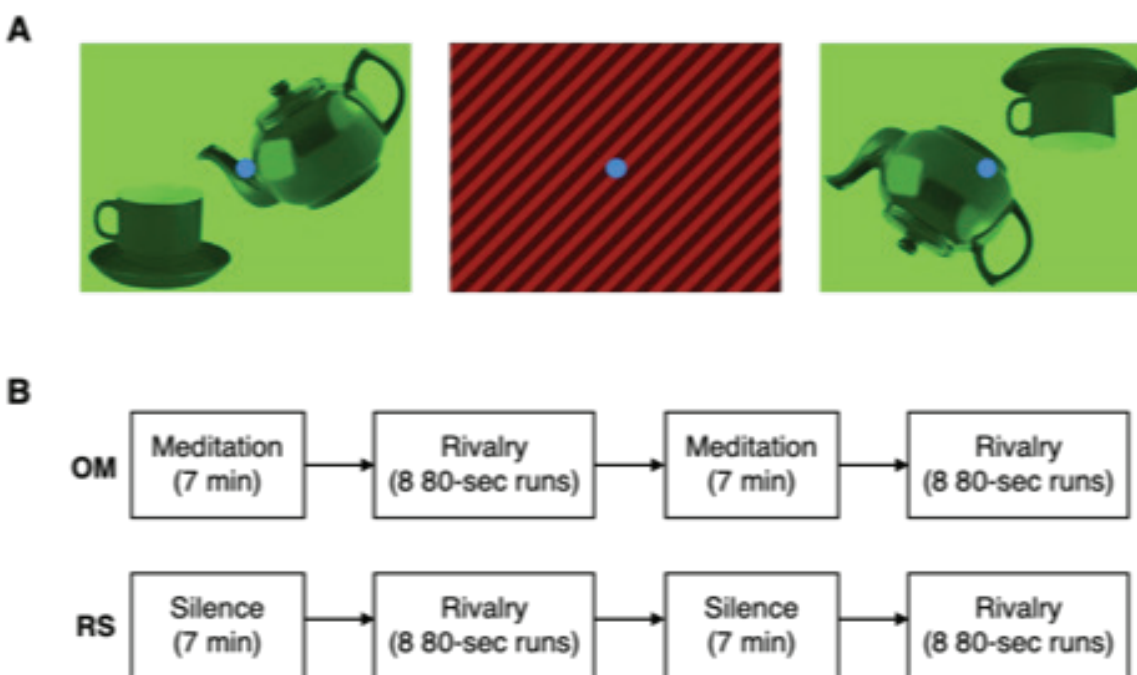 A
B
OM
Meditation
(7 min)
Rivalry
(8 80-sec runs)
Meditation
(7 min)
Rivalry
(8 80-sec runs)
RS
Silence
(7 min)
Rivalry
(8 80-sec runs)
Silence
(7 min)
Rivalry
(8 80-sec runs)